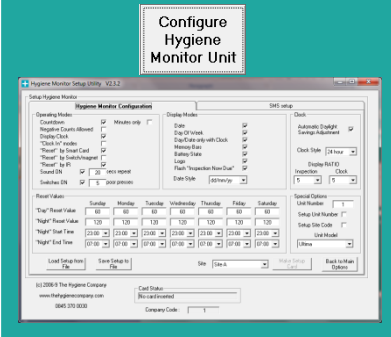 Configure
Hygiene
Monitor Unit
Hygiene Monitor Setup Utility V2.3.2
Setup Hygiene Monitor
Hygiene Monitor Configuration
SMS setup
Operating Modes
Countdown
Minutes only
Negative Counts Allowed
Display Clock
"Clock In" modes
"Reset" by Smart Card
"Reset" by Switch/magnet
"Reset" by IR
Sound ON 20 secs repeat
Switches ON 5 poor presses
Display Modes
Date
Day Of Week
Day/Date only with Clock
Memory Bars
Battery State
Logo
Flash "Inspection Now Due"
Date Style dd/mm/yy
Clock
Automatic Daylight
Savings Adjustment
Clock Style 24 hour
Display RATIO
Inspection Clock
5 5
Reset Values
Sunday Monday Tuesday Wednesday Thursday Friday Saturday
"Day" Reset Value 60 60 60 60 60 60 60
"Night" Reset Value 120 120 120 120 120 120 120
"Night" Start Time 23:00 23:00 23:00 23:00 23:00 23:00 23:00
"Night" End Time 07:00 07:00 07:00 07:00 07:00 07:00 07:00
Special Options
Unit Number 1
Setup Unit Number
Setup Site Code
Unit Model
Ultima
Load Setup from
File
Save Setup to
File
Site Site A
Make Setup
Card
Back to Main
Options
(c) 2008-9 The Hygiene Company
www.thehygienecompany.com
0845 370 0030
Card Status
No card inserted
Company Code : 1